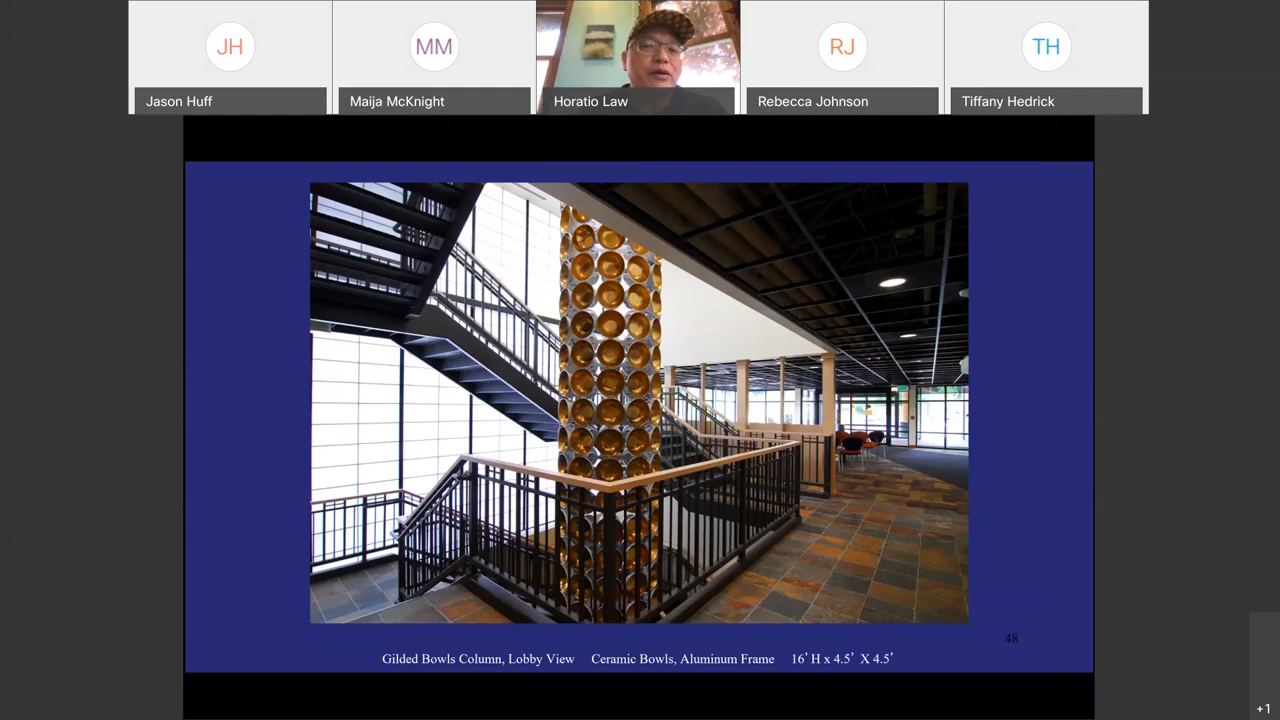 JH
MM
RJ
TH
Jason Huff
Maija McKnight
Horatio Law
Rebecca Johnson
Tiffany Hedrick
48
Gilded Bowls Column, Lobby View Ceramic Bowls, Aluminum Frame 16' H x 4.5' X 4.5'
+1